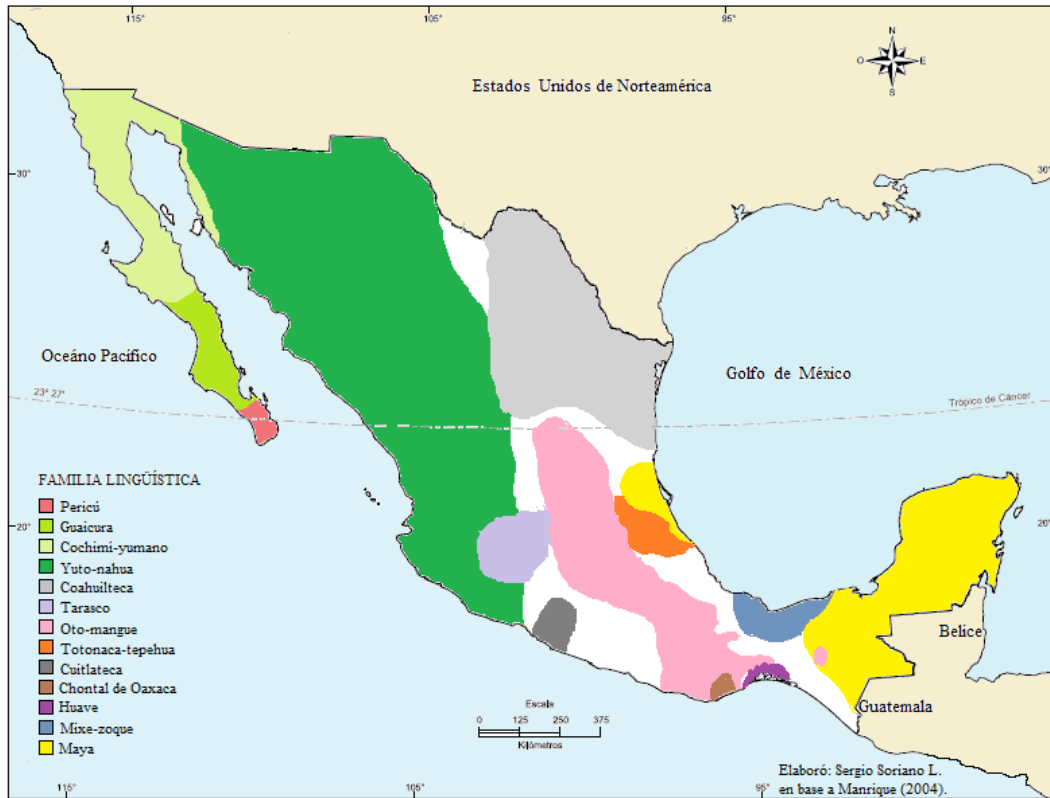 115°
105°
95°
N
O
E
S
Estados Unidos de Norteamérica
30°
30°
Oceáno Pacífico
Golfo de México
23° 27'
Trópico de Cáncer
FAMILIA LINGÜÍSTICA
Pericú
Guaicura
Cochimí-yumano
Yuto-nahua
Coahuilteca
Tarasco
Oto-mangue
Totonaca-tepehua
Cuitlateca
Chontal de Oaxaca
Huave
Mixe-zoque
Maya
20°
20°
Belice
Guatemala
Escala
0 125 250 375
Kilómetros
Elaboró: Sergio Soriano L.
en base a Manrique (2004).
115°
105°
95°